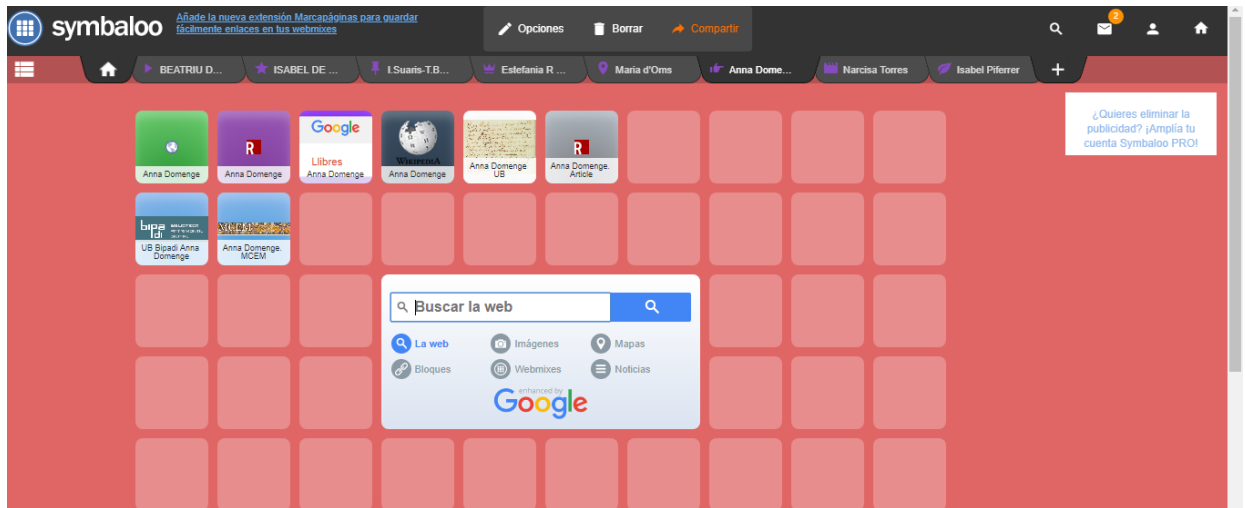 symbaloo
Añade la nueva extensión Marcapáginas para guardar
fácilmente enlaces en tus webmixes
Opciones
Borrar
Compartir
2
BEATRIU D...
ISABEL DE ...
I.Suaris-T.B...
Estefania R ...
Maria d'Oms
Anna Dome...
Narcisa Torres
Isabel Piferrer
+
¿Quieres eliminar la
publicidad? ¡Amplía tu
cuenta Symbaloo PRO!
Anna Domenge
R
Anna Domenge
Google
Llibres
Anna Domenge
WIKIPEDIA
Anna Domenge
Anna Domenge.
UB
R
Anna Domenge.
Article
bipadi
UB Bipadi Anna
Domenge
Anna Domenge.
MCEM
Buscar la web
La web
Imágenes
Mapas
Bloques
Webmixes
Noticias
enhanced by
Google